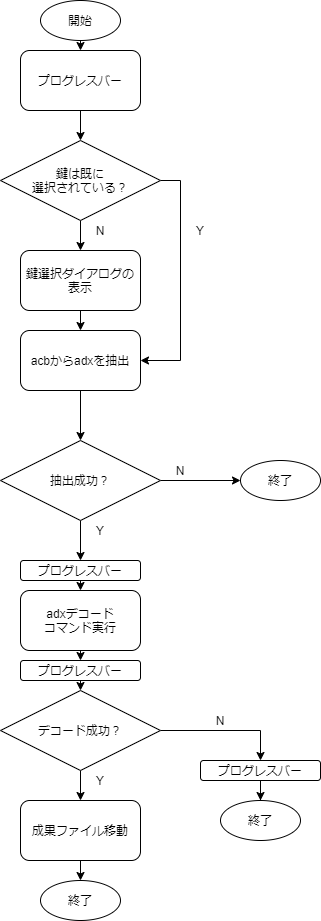 開始
プログレスバー
鍵は既に
選択されている？
N
Y
鍵選択ダイアログの
表示
acbからadxを抽出
抽出成功？
N
終了
Y
プログレスバー
adxデコード
コマンド実行
プログレスバー
デコード成功？
N
プログレスバー
Y
成果ファイル移動
終了
終了